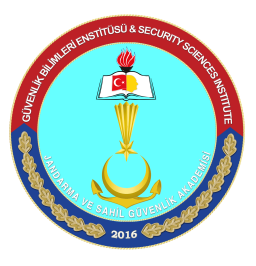 GÜVENLİK BİLİMLERİ ENSTİTÜSÜ & SECURITY SCIENCES INSTITUTE
JANDARMA VE SAHİL GÜVENLİK AKADEMİSİ
2016